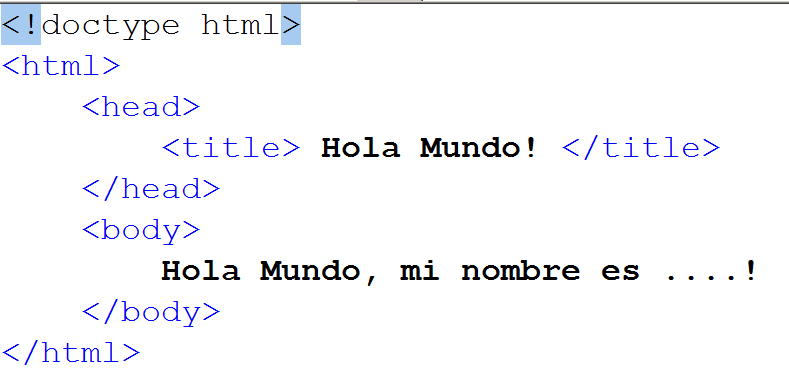 <!doctype html>
<html>
    <head>
        <title> Hola Mundo! </title>
    </head>
    <body>
        Hola Mundo, mi nombre es ....!
    </body>
</html>